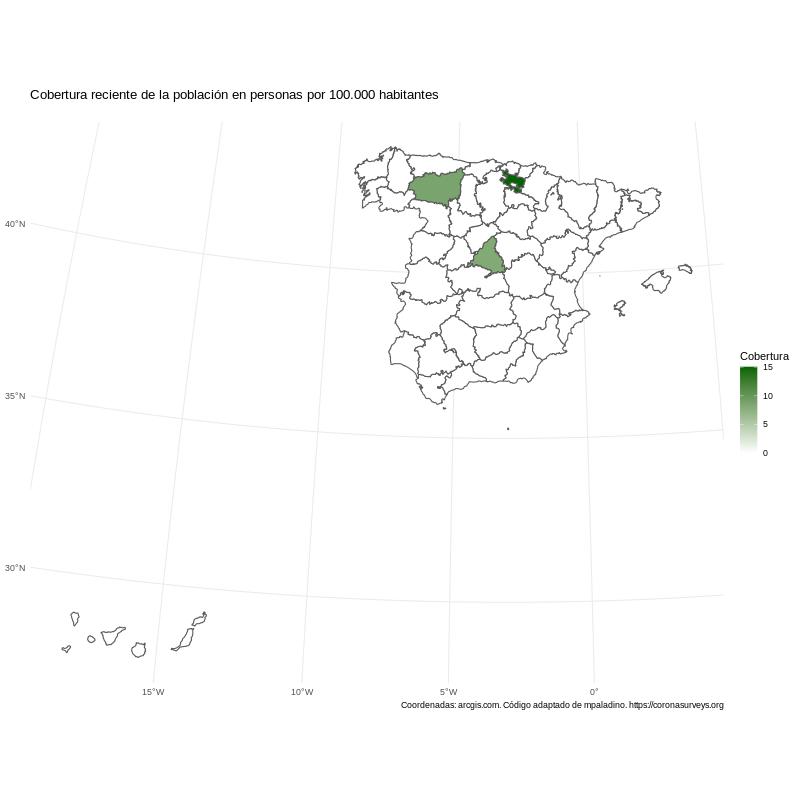 Cobertura reciente de la población en personas por 100.000 habitantes
40°N
35°N
30°N
15°W
10°W
5°W
0°
Cobertura
15
10
5
0
Coordenadas: arcgis.com. Código adaptado de mpaladino. https://coronasurveys.org